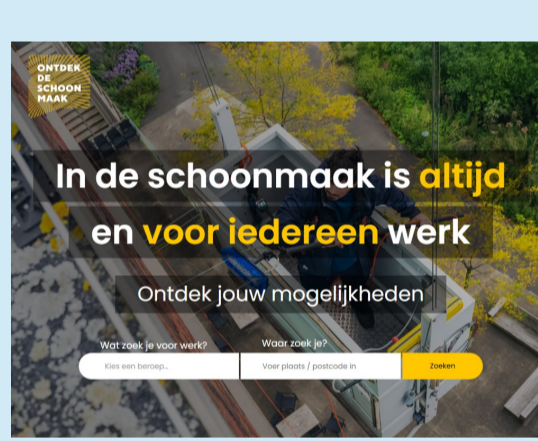 ONTDEK
DE
SCHOON
MAAK
In de schoonmaak is altijd
en voor iedereen werk
Ontdek jouw mogelijkheden
Wat zoek je voor werk? Waar zoek je?
Kies een beroep... Voer plaats / postcode in Zoeken